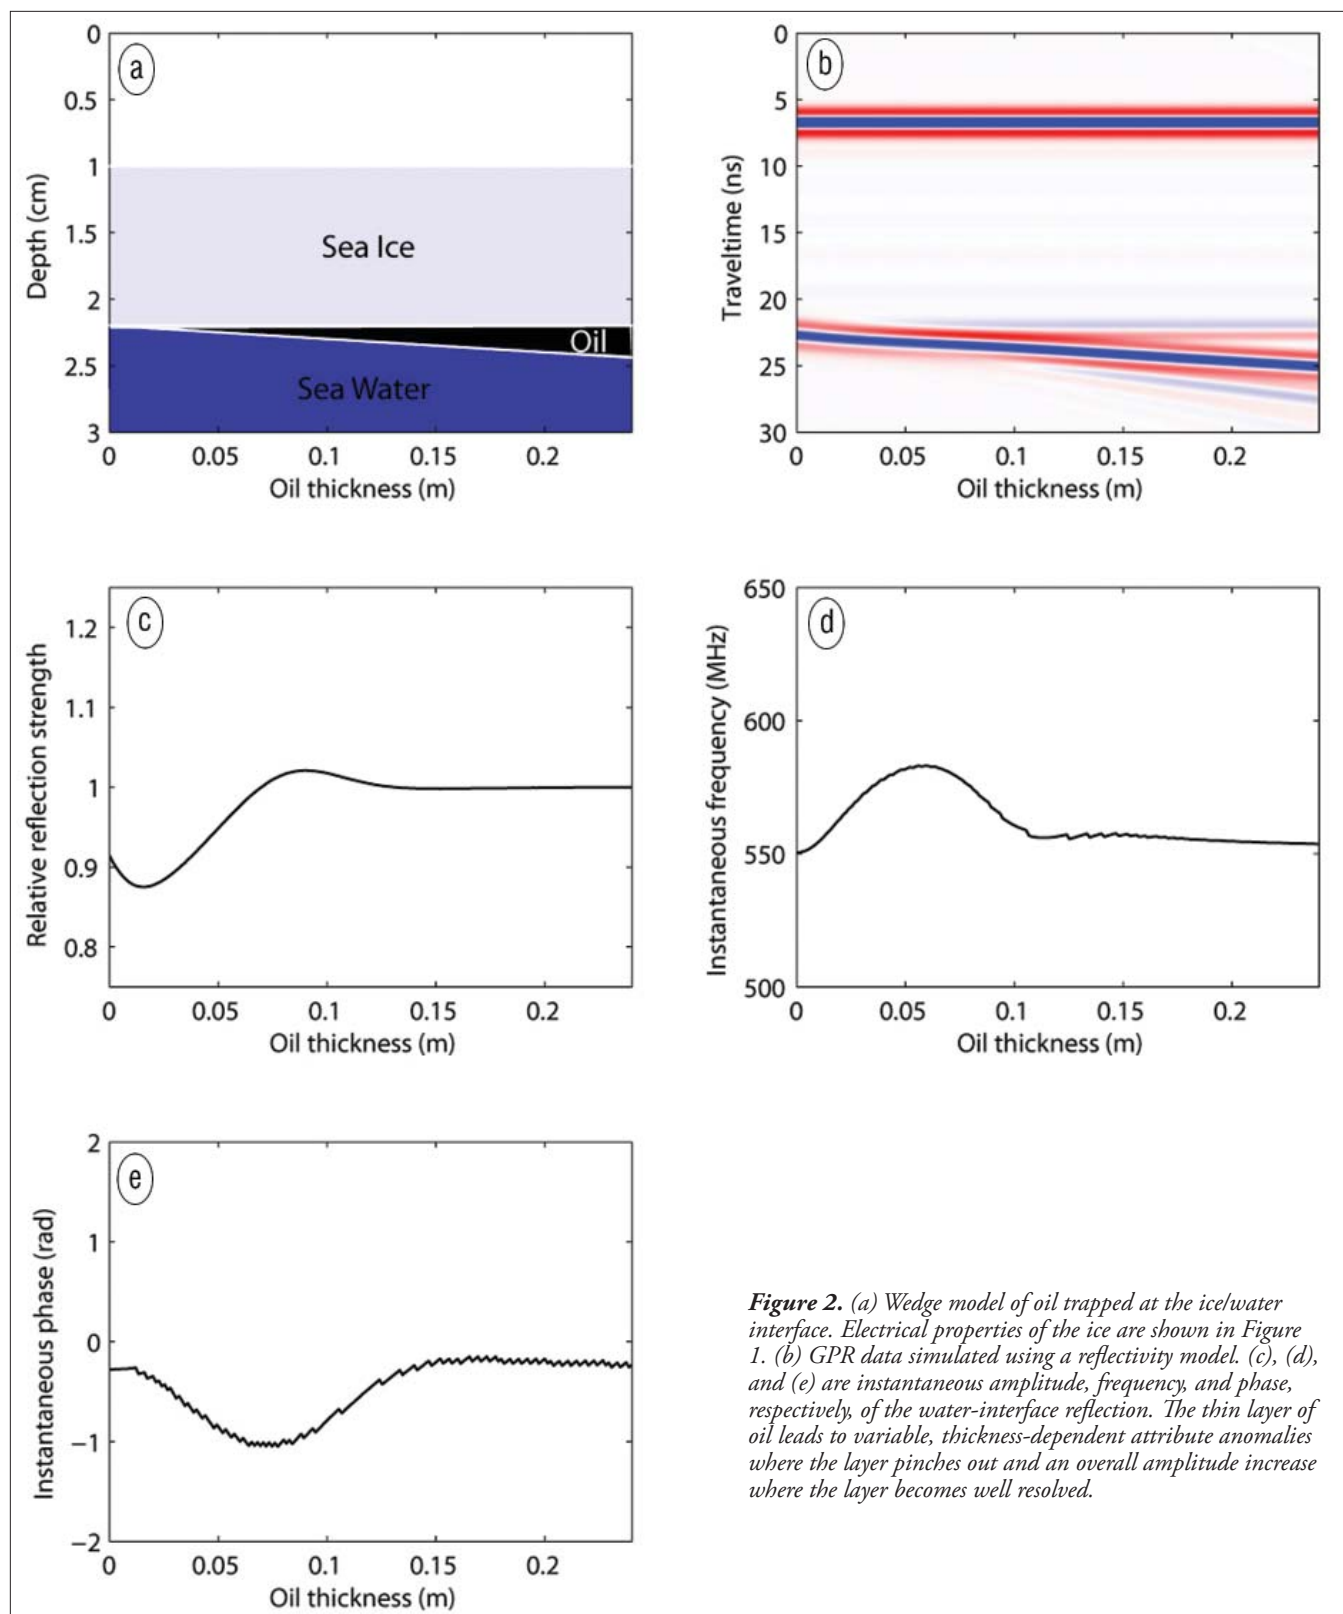 0
a
0.5
1
1.5
2
2.5
3
Depth (cm)
Sea Ice
Oil
Sea Water
0 0.05 0.1 0.15 0.2
Oil thickness (m)
0
b
5
10
15
20
25
30
Traveltime (ns)
0 0.05 0.1 0.15 0.2
Oil thickness (m)
c
1.2
1.1
1
0.9
0.8
Relative reflection strength
0 0.05 0.1 0.15 0.2
Oil thickness (m)
650
d
600
550
500
Instantaneous frequency (MHz)
0 0.05 0.1 0.15 0.2
Oil thickness (m)
2
e
1
0
−1
−2
Instantaneous phase (rad)
0 0.05 0.1 0.15 0.2
Oil thickness (m)
Figure 2. (a) Wedge model of oil trapped at the ice/water
interface. Electrical properties of the ice are shown in Figure
1. (b) GPR data simulated using a reflectivity model. (c), (d),
and (e) are instantaneous amplitude, frequency, and phase,
respectively, of the water-interface reflection. The thin layer of
oil leads to variable, thickness-dependent attribute anomalies
where the layer pinches out and an overall amplitude increase
where the layer becomes well resolved.